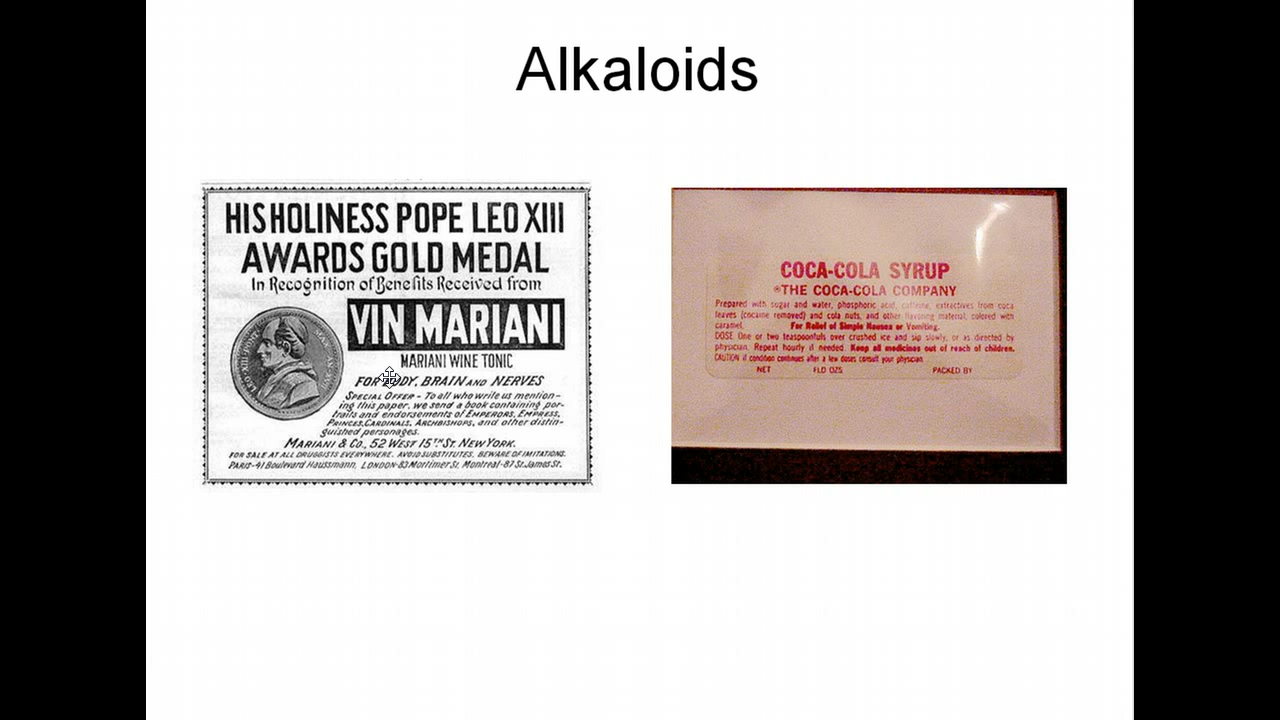 Alkaloids
HIS HOLINESS POPE LEO XIII
AWARDS GOLD MEDAL
In Recognition of Benefits Received from
VIN MARIANI
MARIANI WINE TONIC
FOR BODY, BRAIN AND NERVES
SPECIAL OFFER - To all who write us mention-
ing this paper, we send a book containing por-
traits and endorsements of EMPERORS, EMPRESS,
PRINCES, CARDINALS, ARCHBISHOPS, and other distin-
guished personages.
MARIANI & CO., 52 WEST 15TH ST. NEW YORK.
FOR SALE AT ALL DRUGGISTS EVERYWHERE. AVOID SUBSTITUTES. BEWARE OF IMITATIONS.
PARIS-41 Boulevard Haussmann, LONDON-83 Mortimer St, Montreal-87 St. James St.
COCA-COLA SYRUP
®THE COCA-COLA COMPANY
Prepared with sugar and water, phosphoric acid, caffeine, extractives from coca
leaves (cocaine removed) and cola nuts, and other flavoring material, colored with
caramel. For Relief of Simple Nausea or Vomiting.
DOSE One or two teaspoonfuls over crushed ice and sip slowly, or as directed by
physician. Repeat hourly if needed. Keep all medicines out of reach of children.
CAUTION if condition continues after a few doses consult your physician.
NET FLD OZS PACKED BY